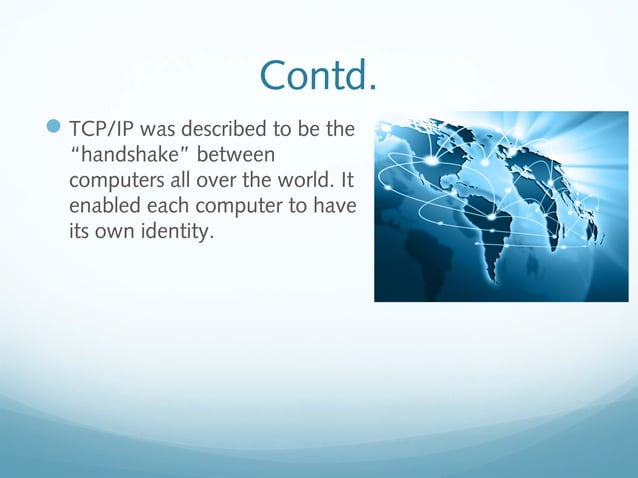 Contd.
TCP/IP was described to be the
“handshake” between
computers all over the world. It
enabled each computer to have
its own identity.